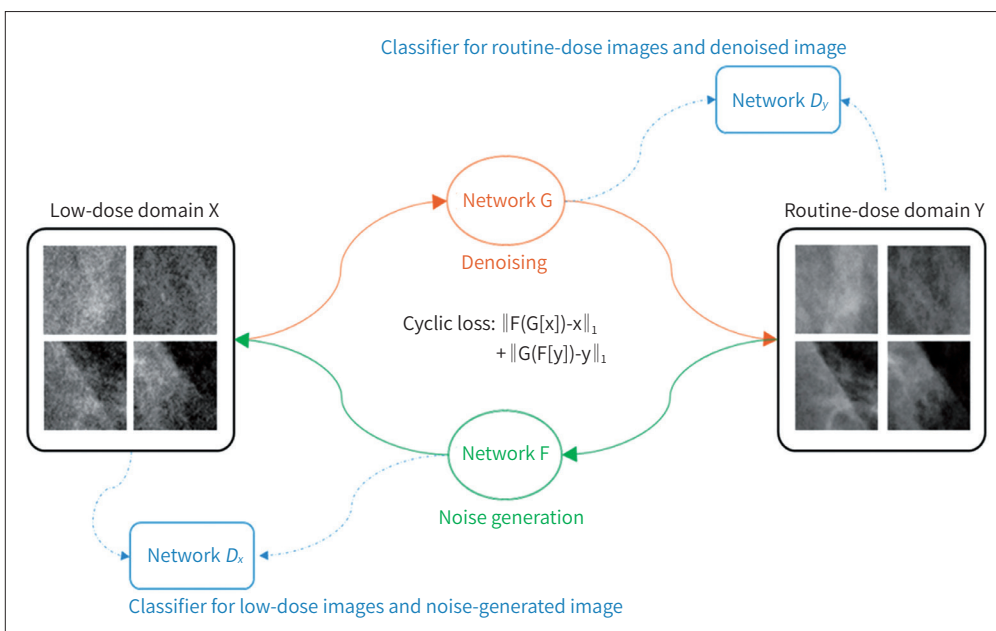 Classifier for routine-dose images and denoised image
Network Dy
Low-dose domain X
Network G
Routine-dose domain Y
Denoising
Cyclic loss: ‖F(G[x])-x‖₁
+ ‖G(F[y])-y‖₁
Network F
Noise generation
Network Dₓ
Classifier for low-dose images and noise-generated image